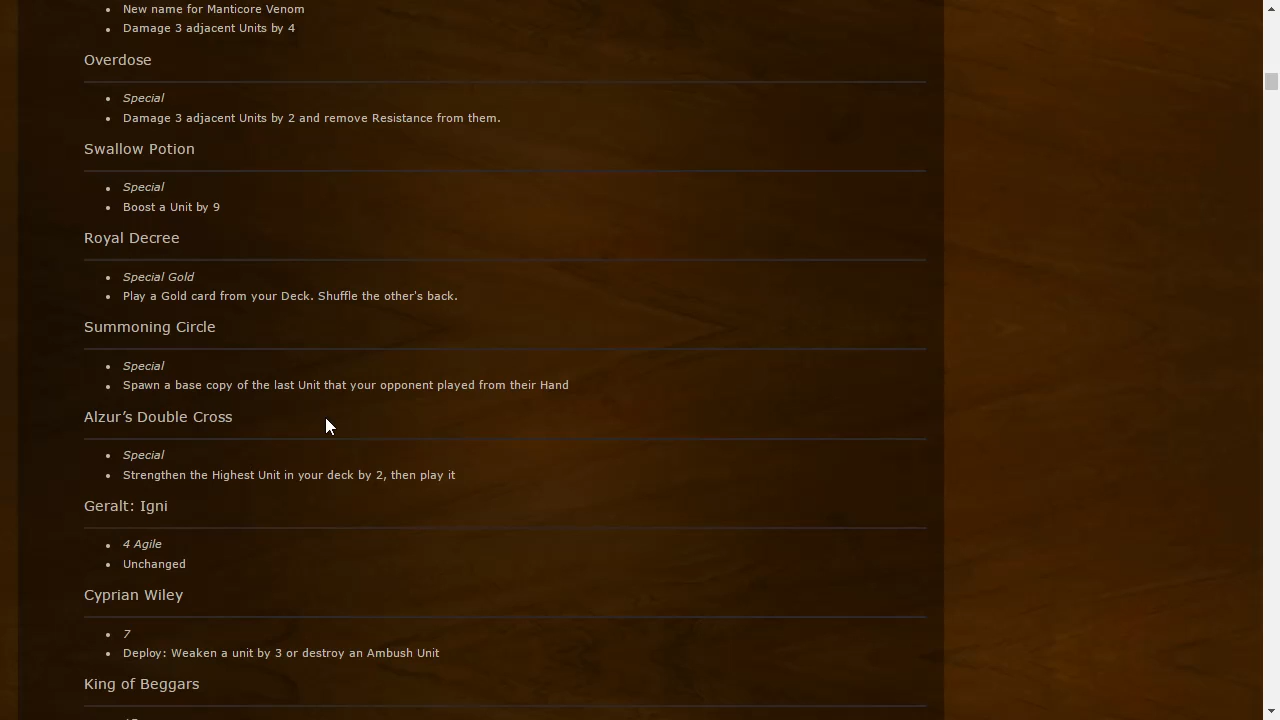 New name for Manticore Venom
Damage 3 adjacent Units by 4
Overdose
Special
Damage 3 adjacent Units by 2 and remove Resistance from them.
Swallow Potion
Special
Boost a Unit by 9
Royal Decree
Special Gold
Play a Gold card from your Deck. Shuffle the other's back.
Summoning Circle
Special
Spawn a base copy of the last Unit that your opponent played from their Hand
Alzur’s Double Cross
Special
Strengthen the Highest Unit in your deck by 2, then play it
Geralt: Igni
4 Agile
Unchanged
Cyprian Wiley
7
Deploy: Weaken a unit by 3 or destroy an Ambush Unit
King of Beggars